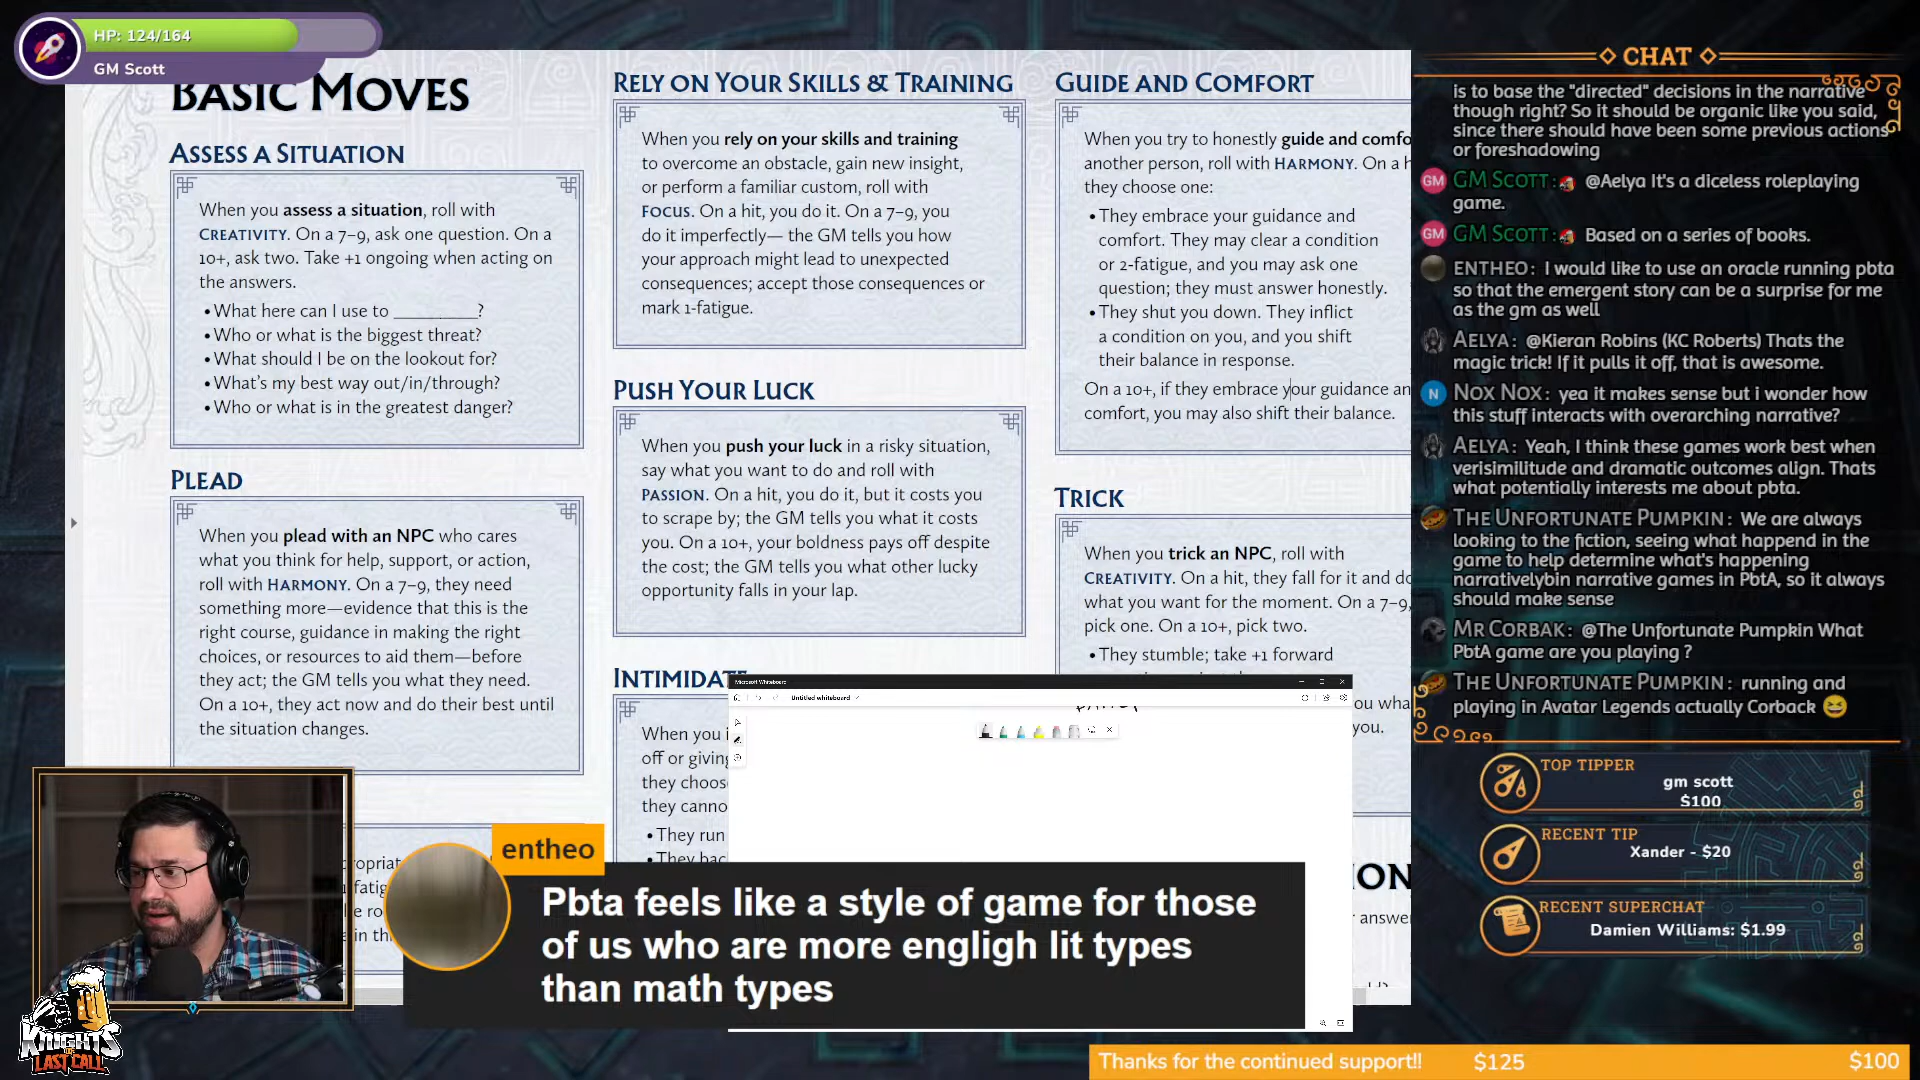 HP: 124/164
GM Scott
BASIC MOVES
ASSESS A SITUATION
When you assess a situation, roll with
CREATIVITY. On a 7–9, ask one question. On a
10+, ask two. Take +1 ongoing when acting on
the answers.
• What here can I use to _________?
• Who or what is the biggest threat?
• What should I be on the lookout for?
• What's my best way out/in/through?
• Who or what is in the greatest danger?
PLEAD
When you plead with an NPC who cares
what you think for help, support, or action,
roll with HARMONY. On a 7–9, they need
something more—evidence that this is the
right course, guidance in making the right
choices, or resources to aid them—before
they act; the GM tells you what they need.
On a 10+, they act now and do their best until
the situation changes.
RELY ON YOUR SKILLS & TRAINING
When you rely on your skills and training
to overcome an obstacle, gain new insight,
or perform a familiar custom, roll with
FOCUS. On a hit, you do it. On a 7–9, you
do it imperfectly— the GM tells you how
your approach might lead to unexpected
consequences; accept those consequences or
mark 1-fatigue.
PUSH YOUR LUCK
When you push your luck in a risky situation,
say what you want to do and roll with
PASSION. On a hit, you do it, but it costs you
to scrape by; the GM tells you what it costs
you. On a 10+, your boldness pays off despite
the cost; the GM tells you what other lucky
opportunity falls in your lap.
INTIMIDATE
When you
off or giving
they choos
they canno
• They run
• They bac
GUIDE AND COMFORT
When you try to honestly guide and comfo
another person, roll with HARMONY. On a h
they choose one:
• They embrace your guidance and
comfort. They may clear a condition
or 2-fatigue, and you may ask one
question; they must answer honestly.
• They shut you down. They inflict
a condition on you, and you shift
their balance in response.
On a 10+, if they embrace your guidance an
comfort, you may also shift their balance.
TRICK
When you trick an NPC, roll with
CREATIVITY. On a hit, they fall for it and do
what you want for the moment. On a 7–9,
pick one. On a 10+, pick two.
• They stumble; take +1 forward
ou wha
you.
ION
r answer
Microsoft Whiteboard
Untitled whiteboard
entheo
Pbta feels like a style of game for those
of us who are more engligh lit types
than math types
KNIGHTS
OF
LAST CALL
CHAT
is to base the "directed" decisions in the narrative
though right? So it should be organic like you said,
since there should have been some previous actions
or foreshadowing
GM SCOTT: @Aelya It's a diceless roleplaying
game.
GM SCOTT: Based on a series of books.
ENTHEO: I would like to use an oracle running pbta
so that the emergent story can be a surprise for me
as the gm as well
AELYA: @Kieran Robins (KC Roberts) Thats the
magic trick! If it pulls it off, that is awesome.
NOX NOX: yea it makes sense but i wonder how
this stuff interacts with overarching narrative?
AELYA: Yeah, I think these games work best when
verisimilitude and dramatic outcomes align. Thats
what potentially interests me about pbta.
THE UNFORTUNATE PUMPKIN: We are always
looking to the fiction, seeing what happend in the
game to help determine what's happening
narrativelybin narrative games in PbtA, so it always
should make sense
MR CORBAK: @The Unfortunate Pumpkin What
PbtA game are you playing ?
THE UNFORTUNATE PUMPKIN: running and
playing in Avatar Legends actually Corback 😆
TOP TIPPER
gm scott
$100
RECENT TIP
Xander - $20
RECENT SUPERCHAT
Damien Williams: $1.99
Thanks for the continued support!! $125 $100